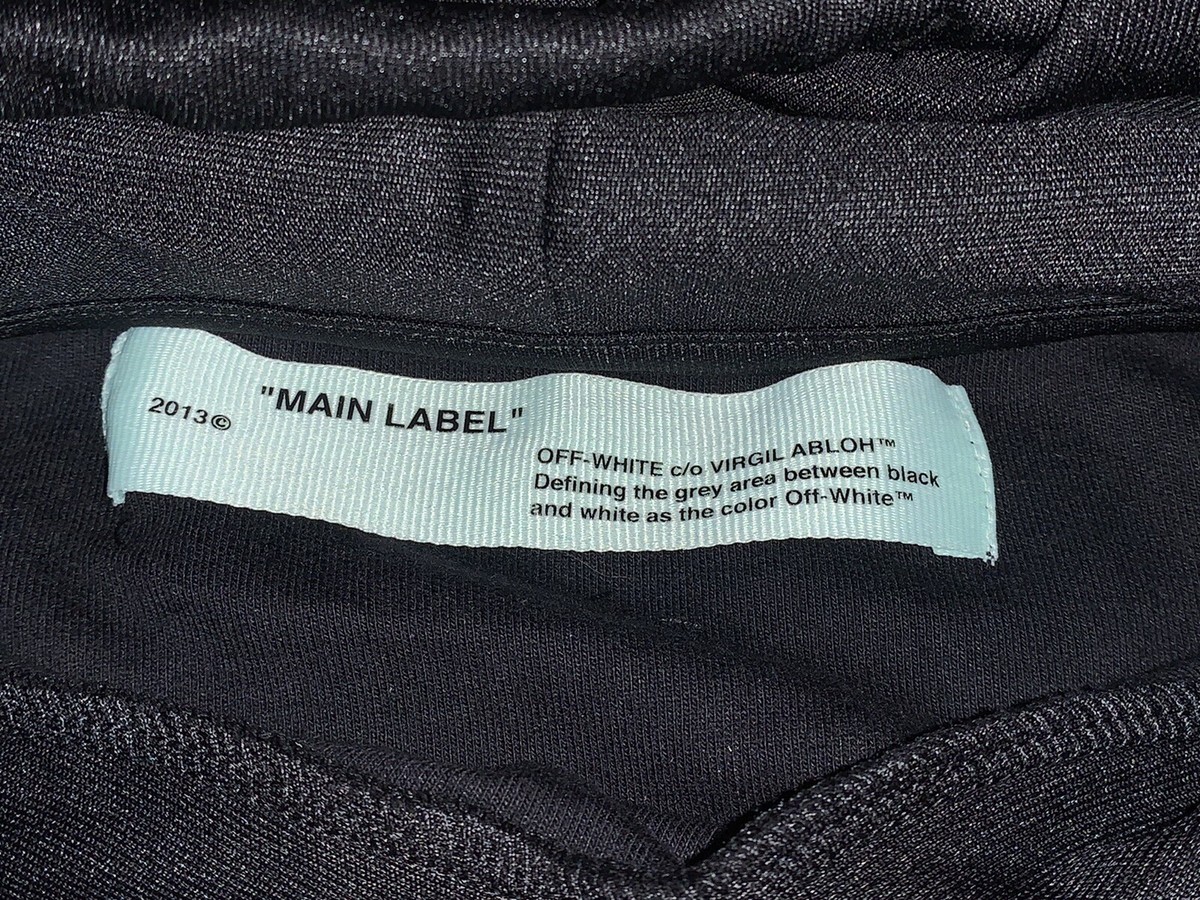 2013© "MAIN LABEL"
OFF-WHITE c/o VIRGIL ABLOH™
Defining the grey area between black
and white as the color Off-White™